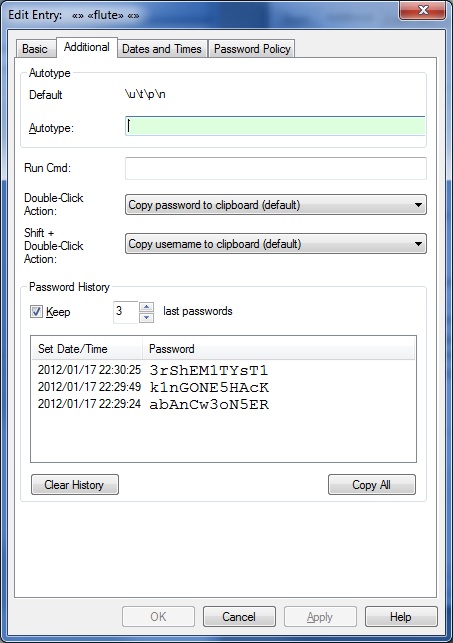 Edit Entry: «» «flute» «»
Basic Additional Dates and Times Password Policy
Autotype
Default \u\t\p\n
Autotype:
Run Cmd:
Double-Click
Action: Copy password to clipboard (default)
Shift +
Double-Click
Action: Copy username to clipboard (default)
Password History
Keep 3 last passwords
Set Date/Time Password
2012/01/17 22:30:25 3rShEM1TYsT1
2012/01/17 22:29:49 k1nGONE5HAcK
2012/01/17 22:29:24 abAnCw3oN5ER
Clear History Copy All
OK Cancel Apply Help